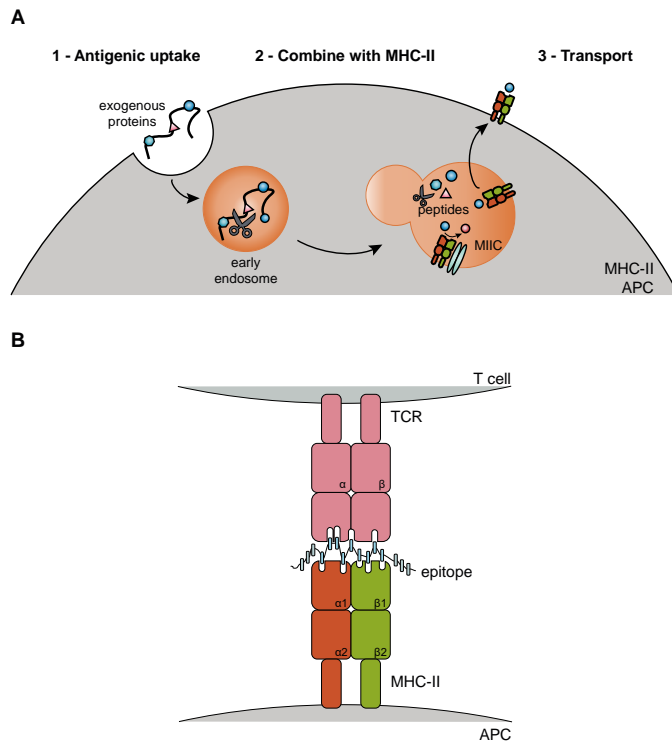 A
1 - Antigenic uptake
2 - Combine with MHC-II
3 - Transport
exogenous
proteins
early
endosome
peptides
MIIC
MHC-II
APC
B
T cell
TCR
α
β
epitope
α1
β1
α2
β2
MHC-II
APC